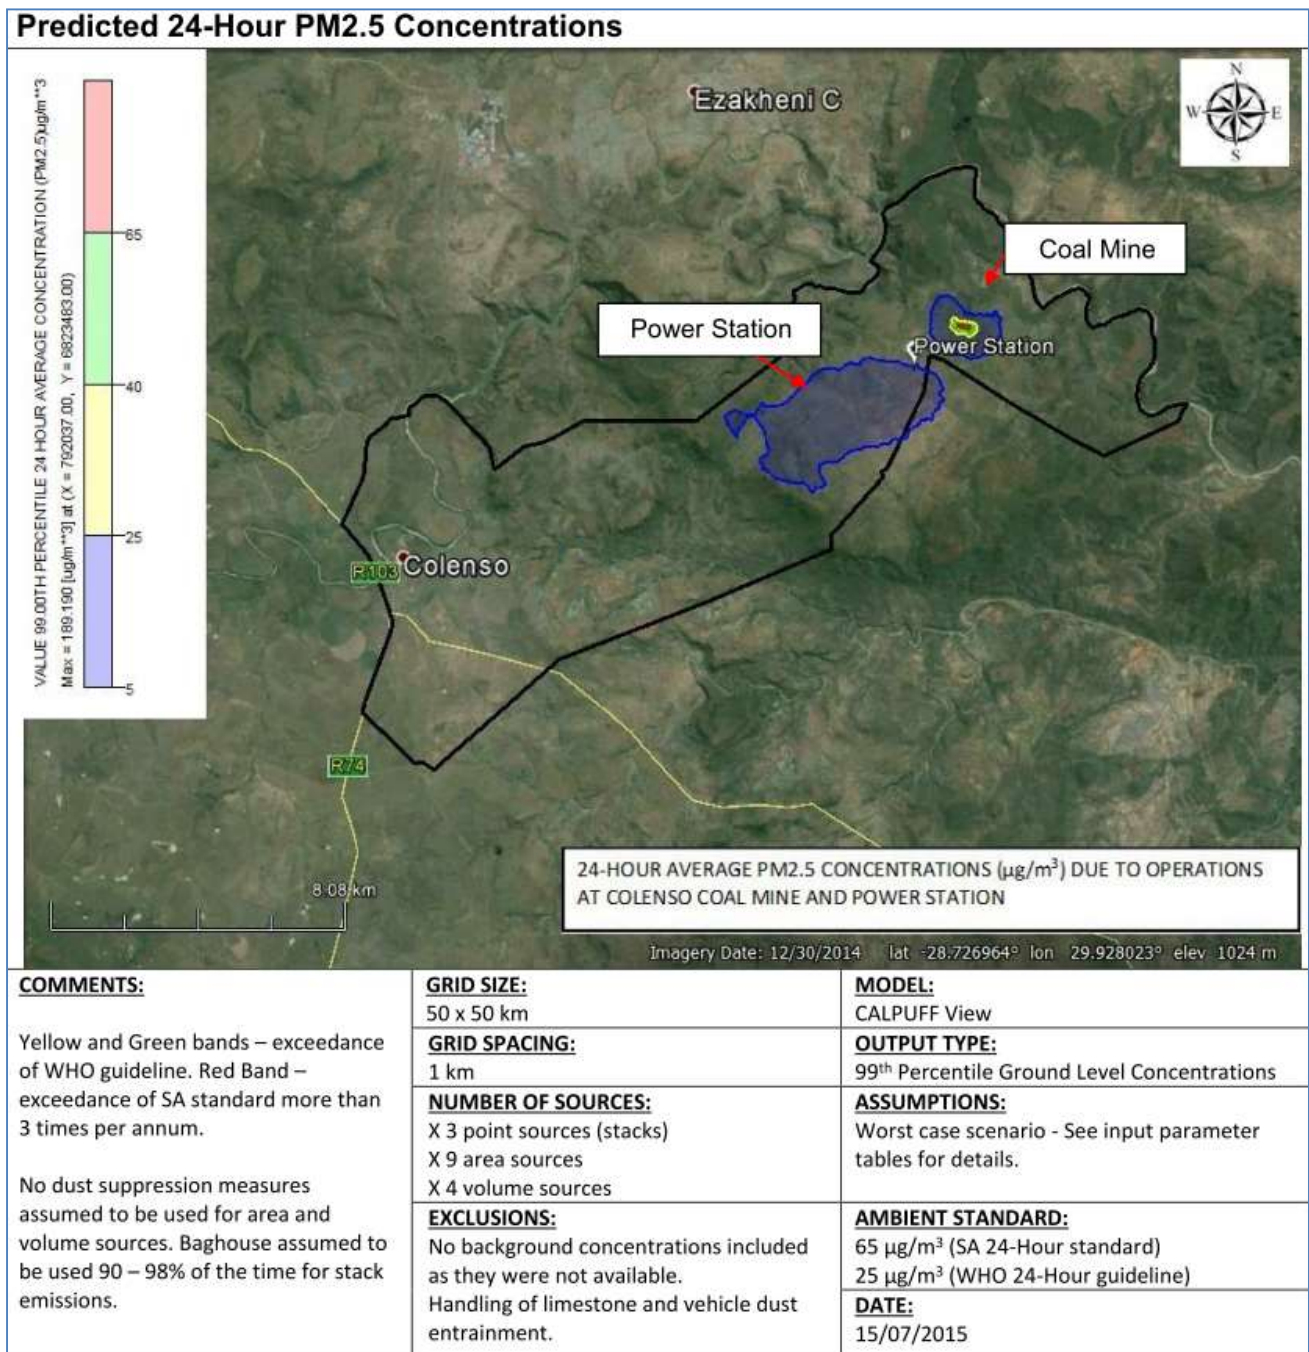 Predicted 24-Hour PM2.5 Concentrations
VALUE 99.00TH PERCENTILE 24 HOUR AVERAGE CONCENTRATION (PM2.5)ug/m**3
Max = 189.190 [ug/m**3] at (X = 792037.00, Y = 6823483.00)
65
40
25
5
N
W
E
S
Ezakheni C
Coal Mine
Power Station
Power Station
R103
Colenso
R74
8.08 km
24-HOUR AVERAGE PM2.5 CONCENTRATIONS (µg/m³) DUE TO OPERATIONS
AT COLENSO COAL MINE AND POWER STATION
Imagery Date: 12/30/2014 lat -28.726964° lon 29.928023° elev 1024 m
COMMENTS:
Yellow and Green bands – exceedance
of WHO guideline. Red Band –
exceedance of SA standard more than
3 times per annum.
No dust suppression measures
assumed to be used for area and
volume sources. Baghouse assumed to
be used 90 – 98% of the time for stack
emissions.
GRID SIZE:
50 x 50 km
GRID SPACING:
1 km
NUMBER OF SOURCES:
X 3 point sources (stacks)
X 9 area sources
X 4 volume sources
EXCLUSIONS:
No background concentrations included
as they were not available.
Handling of limestone and vehicle dust
entrainment.
MODEL:
CALPUFF View
OUTPUT TYPE:
99th Percentile Ground Level Concentrations
ASSUMPTIONS:
Worst case scenario - See input parameter
tables for details.
AMBIENT STANDARD:
65 µg/m³ (SA 24-Hour standard)
25 µg/m³ (WHO 24-Hour guideline)
DATE:
15/07/2015